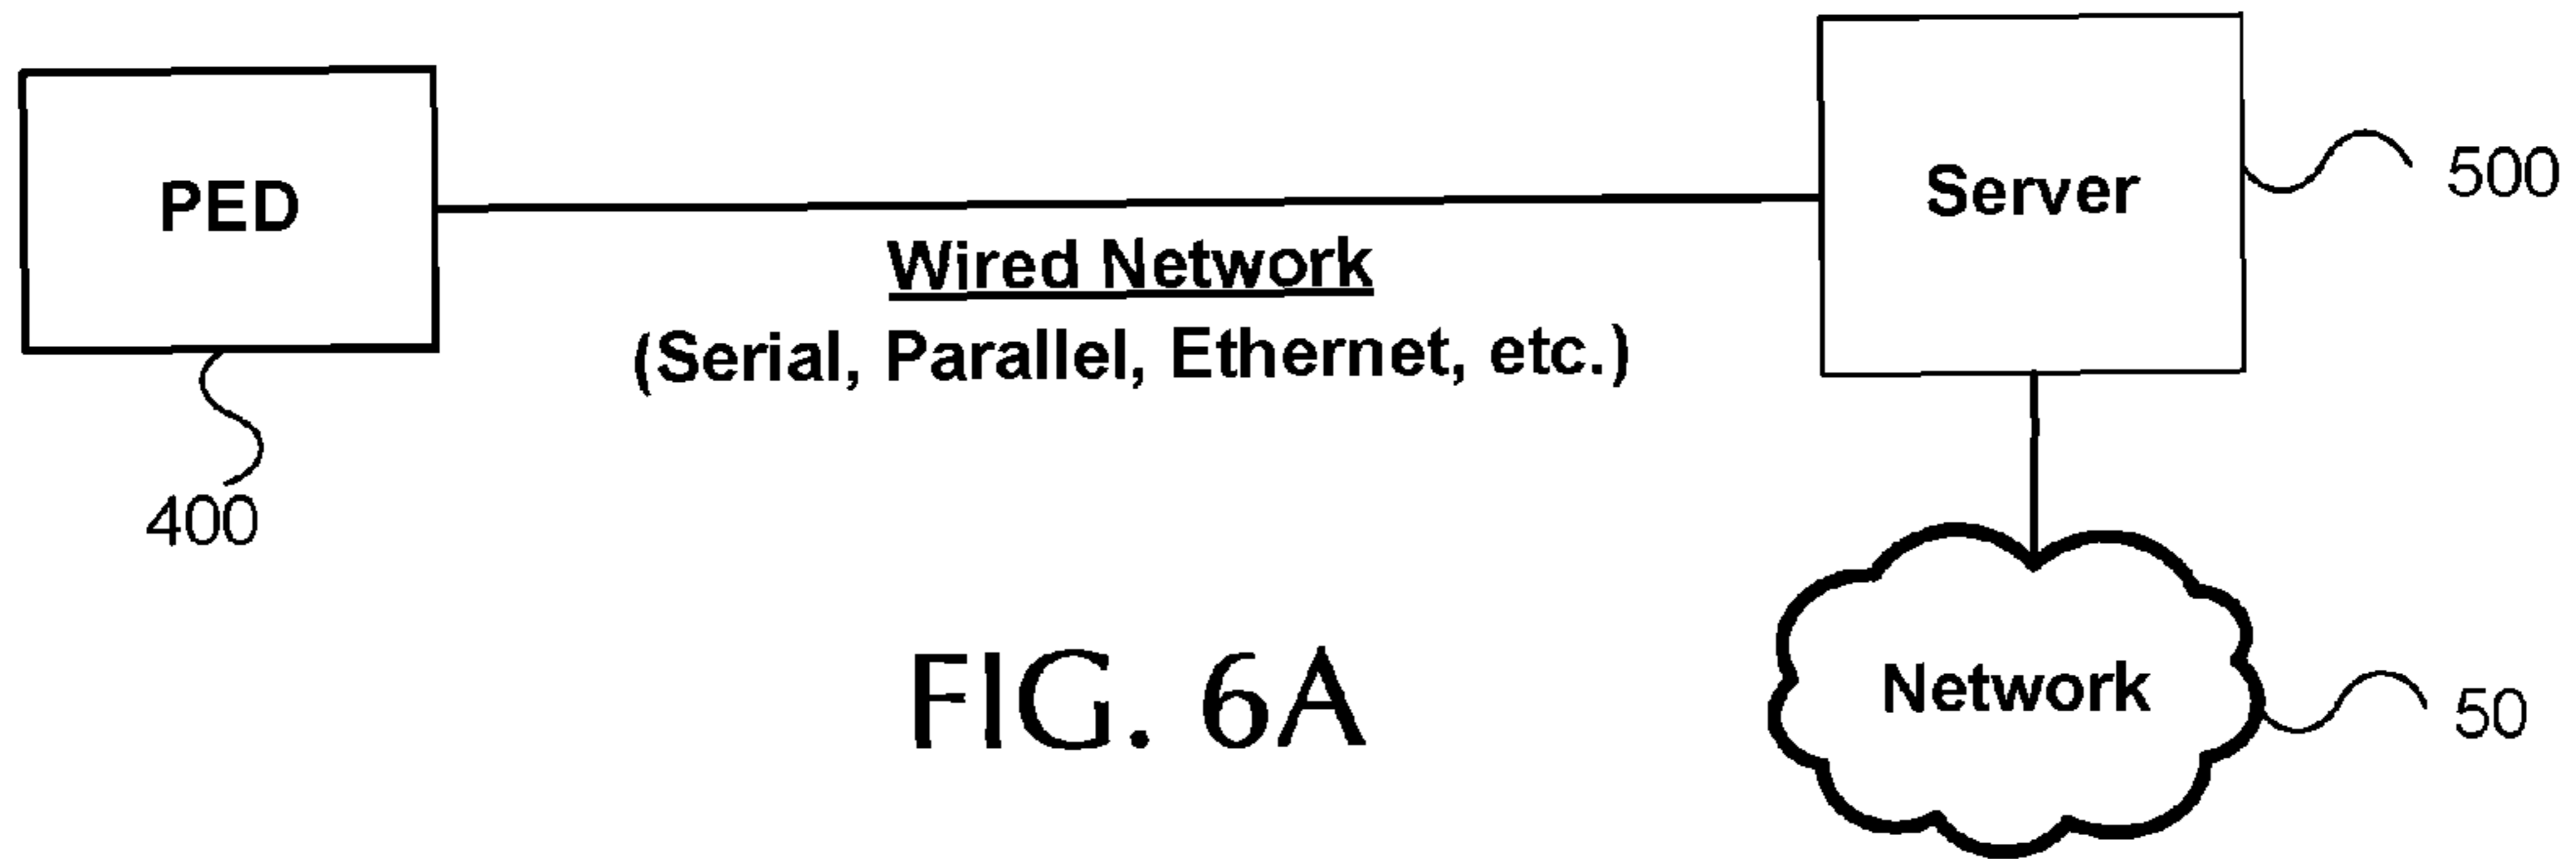 PED
Server
500
Wired Network
(Serial, Parallel, Ethernet, etc.)
400
Network
50
FIG. 6A